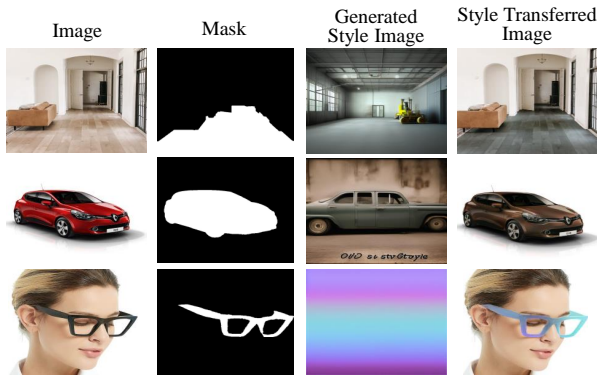 Image
Mask
Generated
Style Image
Style Transferred
Image